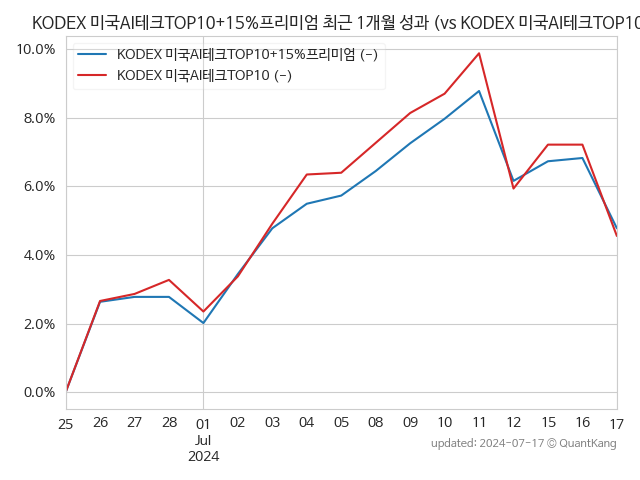 KODEX 미국AI테크TOP10+15%프리미엄 최근 1개월 성과 (vs KODEX 미국AI테크TOP10
KODEX 미국AI테크TOP10+15%프리미엄 (-)
KODEX 미국AI테크TOP10 (-)
10.0%
8.0%
6.0%
4.0%
2.0%
0.0%
25 26 27 28 01 02 03 04 05 08 09 10 11 12 15 16 17
Jul
2024
updated: 2024-07-17 © QuantKang